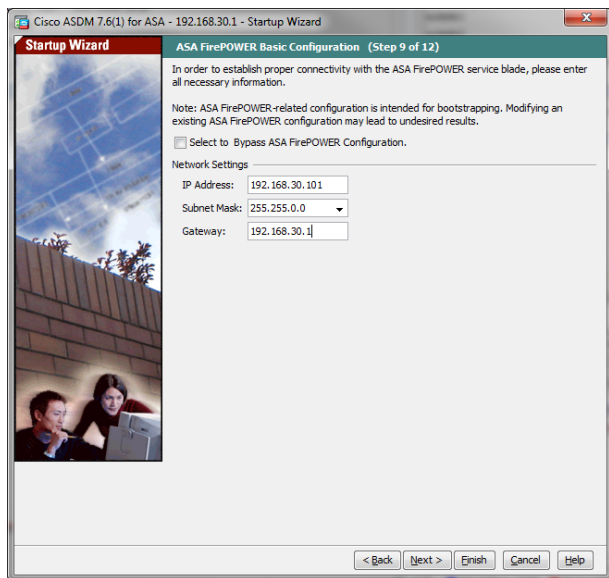 Cisco ASDM 7.6(1) for ASA - 192.168.30.1 - Startup Wizard
Startup Wizard
ASA FirePOWER Basic Configuration (Step 9 of 12)
In order to establish proper connectivity with the ASA FirePOWER service blade, please enter
all necessary information.
Note: ASA FirePOWER-related configuration is intended for bootstrapping. Modifying an
existing ASA FirePOWER configuration may lead to undesired results.
Select to Bypass ASA FirePOWER Configuration.
Network Settings
IP Address: 192.168.30.101
Subnet Mask: 255.255.0.0
Gateway: 192.168.30.1
< Back Next > Finish Cancel Help